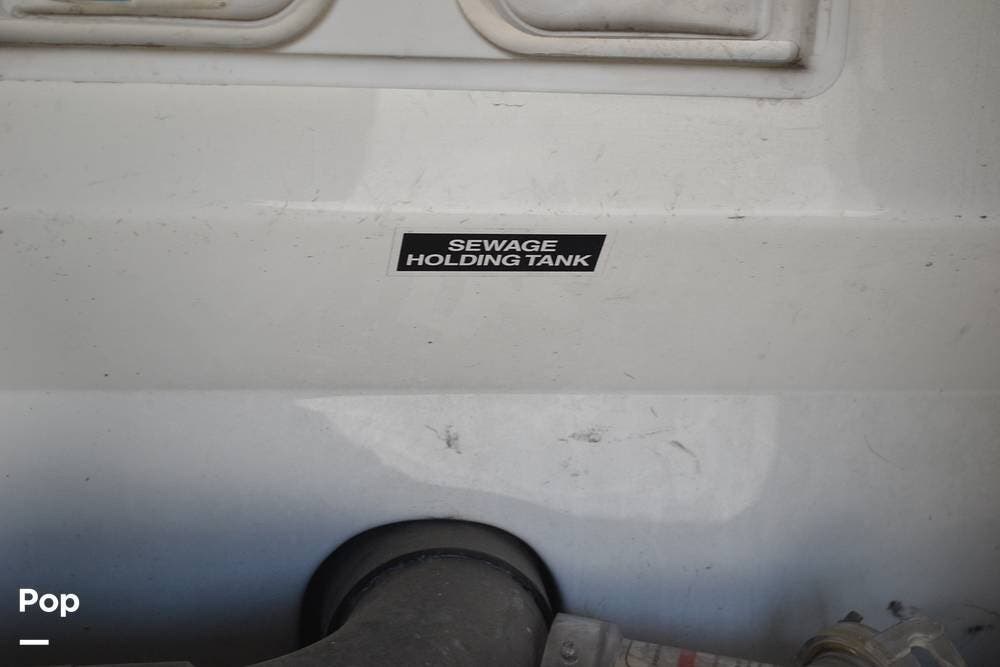 SEWAGE
HOLDING TANK
Pop